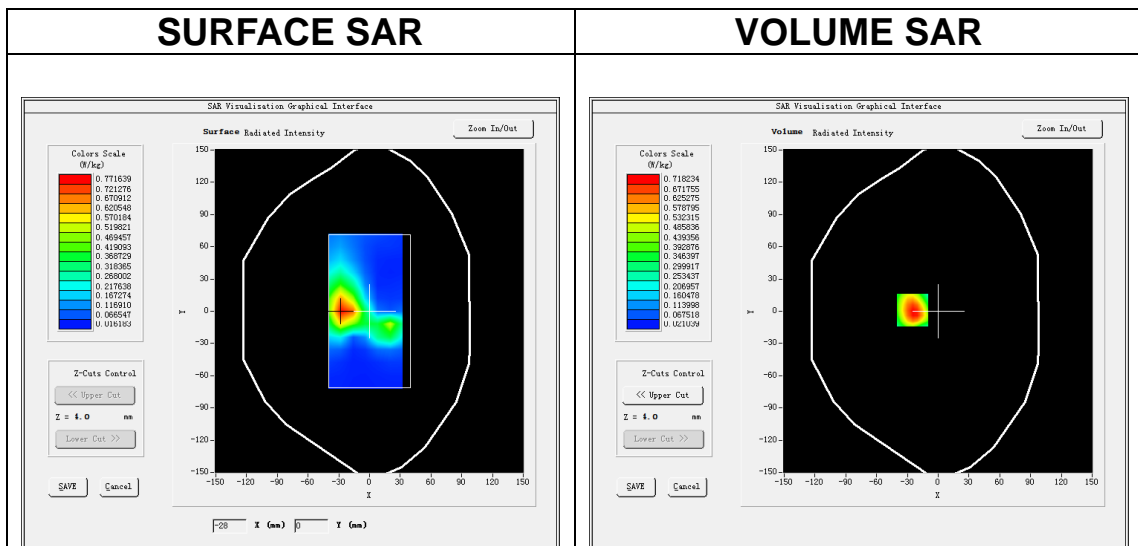 SURFACE SAR
VOLUME SAR
SAR Visualisation Graphical Interface
Surface Radiated Intensity
Zoom In/Out
Colors Scale
(W/kg)
0.771639
0.721276
0.670912
0.620548
0.570184
0.519821
0.469457
0.419093
0.368729
0.318365
0.268002
0.217638
0.167274
0.116910
0.066547
0.016183
Z-Cuts Control
<< Upper Cut
Z = 4.0 mm
Lower Cut >>
SAVE Cancel
150
120
90
60
30
0
-30
-60
-90
-120
-150
Y
-150 -120 -90 -60 -30 0 30 60 90 120 150
X
-28 X (mm) 0 Y (mm)
SAR Visualisation Graphical Interface
Volume Radiated Intensity
Zoom In/Out
Colors Scale
(W/kg)
0.718234
0.671755
0.625275
0.578795
0.532315
0.485836
0.439356
0.392876
0.346397
0.299917
0.253437
0.206957
0.160478
0.113998
0.067518
0.021039
Z-Cuts Control
<< Upper Cut
Z = 4.0 mm
Lower Cut >>
SAVE Cancel
150
120
90
60
30
0
-30
-60
-90
-120
-150
Y
-150 -120 -90 -60 -30 0 30 60 90 120 150
X